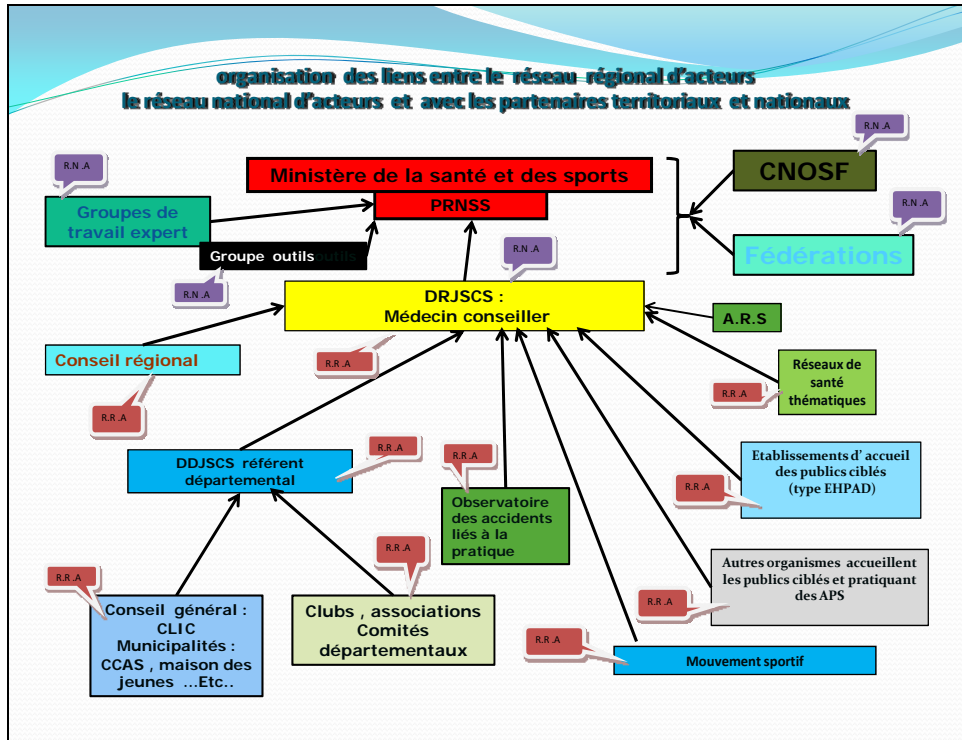 organisation des liens entre le réseau régional d'acteurs
le réseau national d'acteurs et avec les partenaires territoriaux et nationaux
R.N .A
R.N .A
Ministère de la santé et des sports
CNOSF
PRNSS
Groupes de
travail expert
R.N .A
R.N .A
Groupe outilsoutils
Fédérations
R.N .A
DRJSCS :
Médecin conseiller
A.R.S
Conseil régional
R.R .A
Réseaux de
santé
thématiques
R.R .A
R.R .A
DDJSCS référent
départemental
R.R .A
R.R .A
Etablissements d' accueil
des publics ciblés
(type EHPAD)
R.R .A
Observatoire
des accidents
liés à la
pratique
R.R .A
R.R .A
Autres organismes accueillent
les publics ciblés et pratiquant
des APS
R.R .A
Conseil général :
CLIC
Municipalités :
CCAS , maison des
jeunes ...Etc..
Clubs , associations
Comités
départementaux
R.R .A
Mouvement sportif